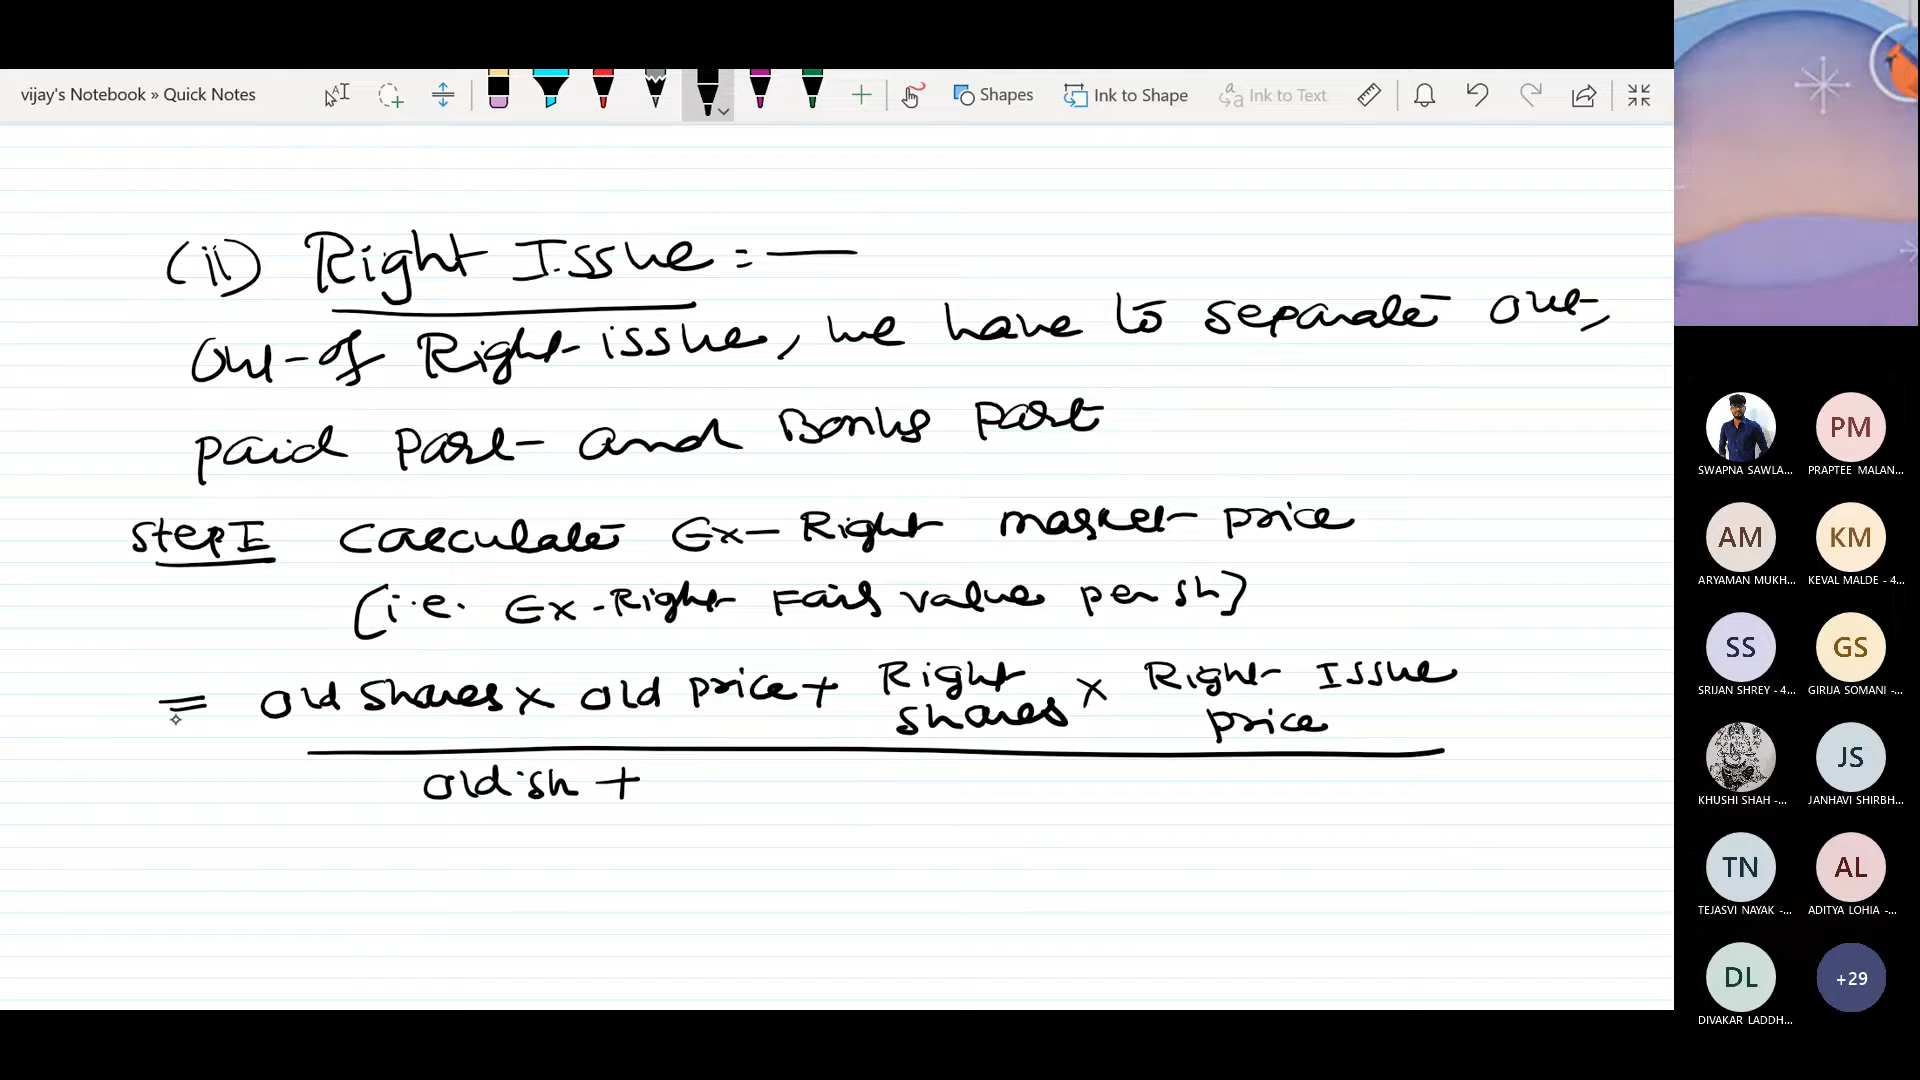 vijay's Notebook » Quick Notes
Shapes
Ink to Shape
Ink to Text
(ii) Right Issue :—
Out of Right issue, we have to separate out,
paid part and Bonus part
Step I Calculate Ex-Right market price
(i.e. Ex-Right Fair value per sh)
= old shares x old price + Right shares x Right Issue price
old sh +
SWAPNA SAWLA...
PM
PRAPTEE MALAN...
AM
ARYAMAN MUKH...
KM
KEVAL MALDE - 4...
SS
SRIJAN SHREY - 4...
GS
GIRIJA SOMANI -...
KHUSHI SHAH -...
JS
JANHAVI SHIRBH...
TN
TEJASVI NAYAK -...
AL
ADITYA LOHIA -...
DL
DIVAKAR LADDH...
+29